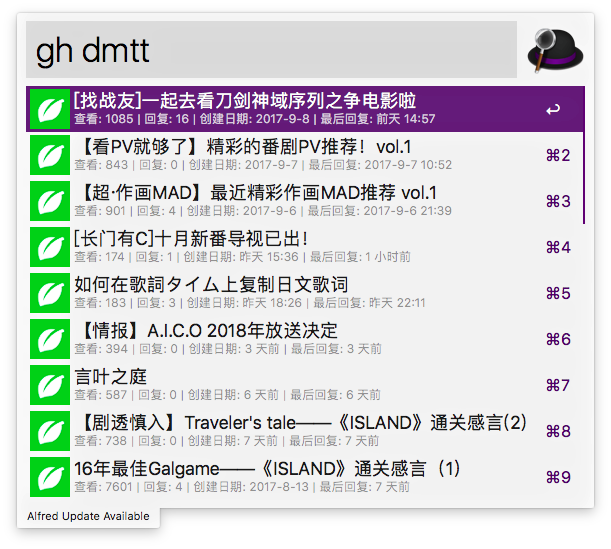 gh dmtt
[找战友]一起去看刀剑神域序列之争电影啦
查看: 1085 | 回复: 16 | 创建日期: 2017-9-8 | 最后回复: 前天 14:57
【看PV就够了】精彩的番剧PV推荐！vol.1
查看: 843 | 回复: 0 | 创建日期: 2017-9-7 | 最后回复: 2017-9-7 10:52
⌘2
【超·作画MAD】最近精彩作画MAD推荐 vol.1
查看: 901 | 回复: 4 | 创建日期: 2017-9-6 | 最后回复: 2017-9-6 21:39
⌘3
[长门有C]十月新番导视已出！
查看: 174 | 回复: 1 | 创建日期: 昨天 15:36 | 最后回复: 1 小时前
⌘4
如何在歌詞タイム上复制日文歌词
查看: 183 | 回复: 3 | 创建日期: 昨天 18:26 | 最后回复: 昨天 22:11
⌘5
【情报】A.I.C.O 2018年放送决定
查看: 394 | 回复: 0 | 创建日期: 3 天前 | 最后回复: 3 天前
⌘6
言叶之庭
查看: 587 | 回复: 0 | 创建日期: 6 天前 | 最后回复: 6 天前
⌘7
【剧透慎入】Traveler's tale——《ISLAND》通关感言(2)
查看: 738 | 回复: 0 | 创建日期: 7 天前 | 最后回复: 7 天前
⌘8
16年最佳Galgame——《ISLAND》通关感言（1）
查看: 7601 | 回复: 4 | 创建日期: 2017-8-13 | 最后回复: 7 天前
⌘9
Alfred Update Available